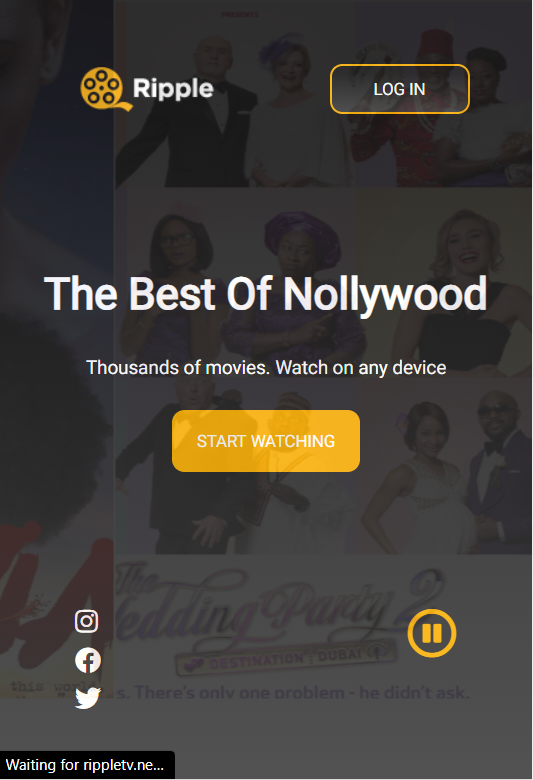 PRESENTS
Ripple
LOG IN
The Best Of Nollywood
Thousands of movies. Watch on any device
START WATCHING
The
Wedding Party 2
DESTINATION: DUBAI
this world
s. There's only one problem - he didn't ask.
Waiting for rippletv.ne...